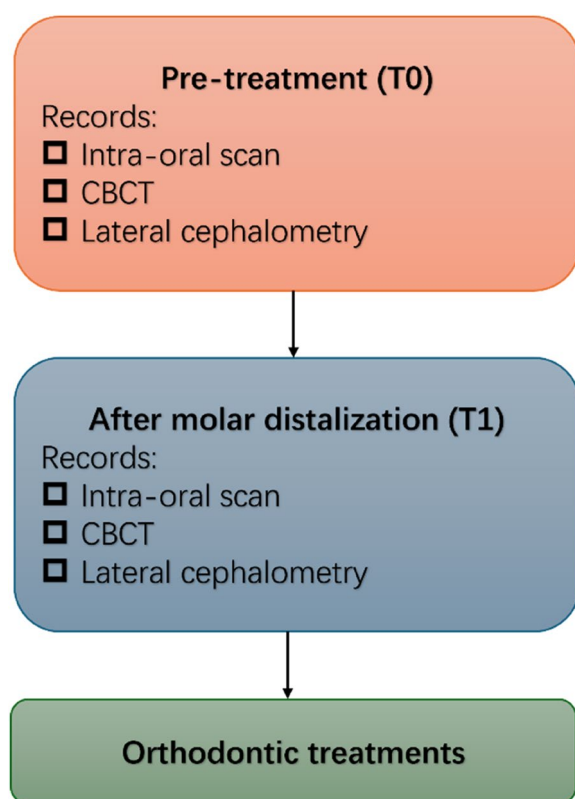 Pre-treatment (T0)
Records:
Intra-oral scan
CBCT
Lateral cephalometry
After molar distalization (T1)
Records:
Intra-oral scan
CBCT
Lateral cephalometry
Orthodontic treatments